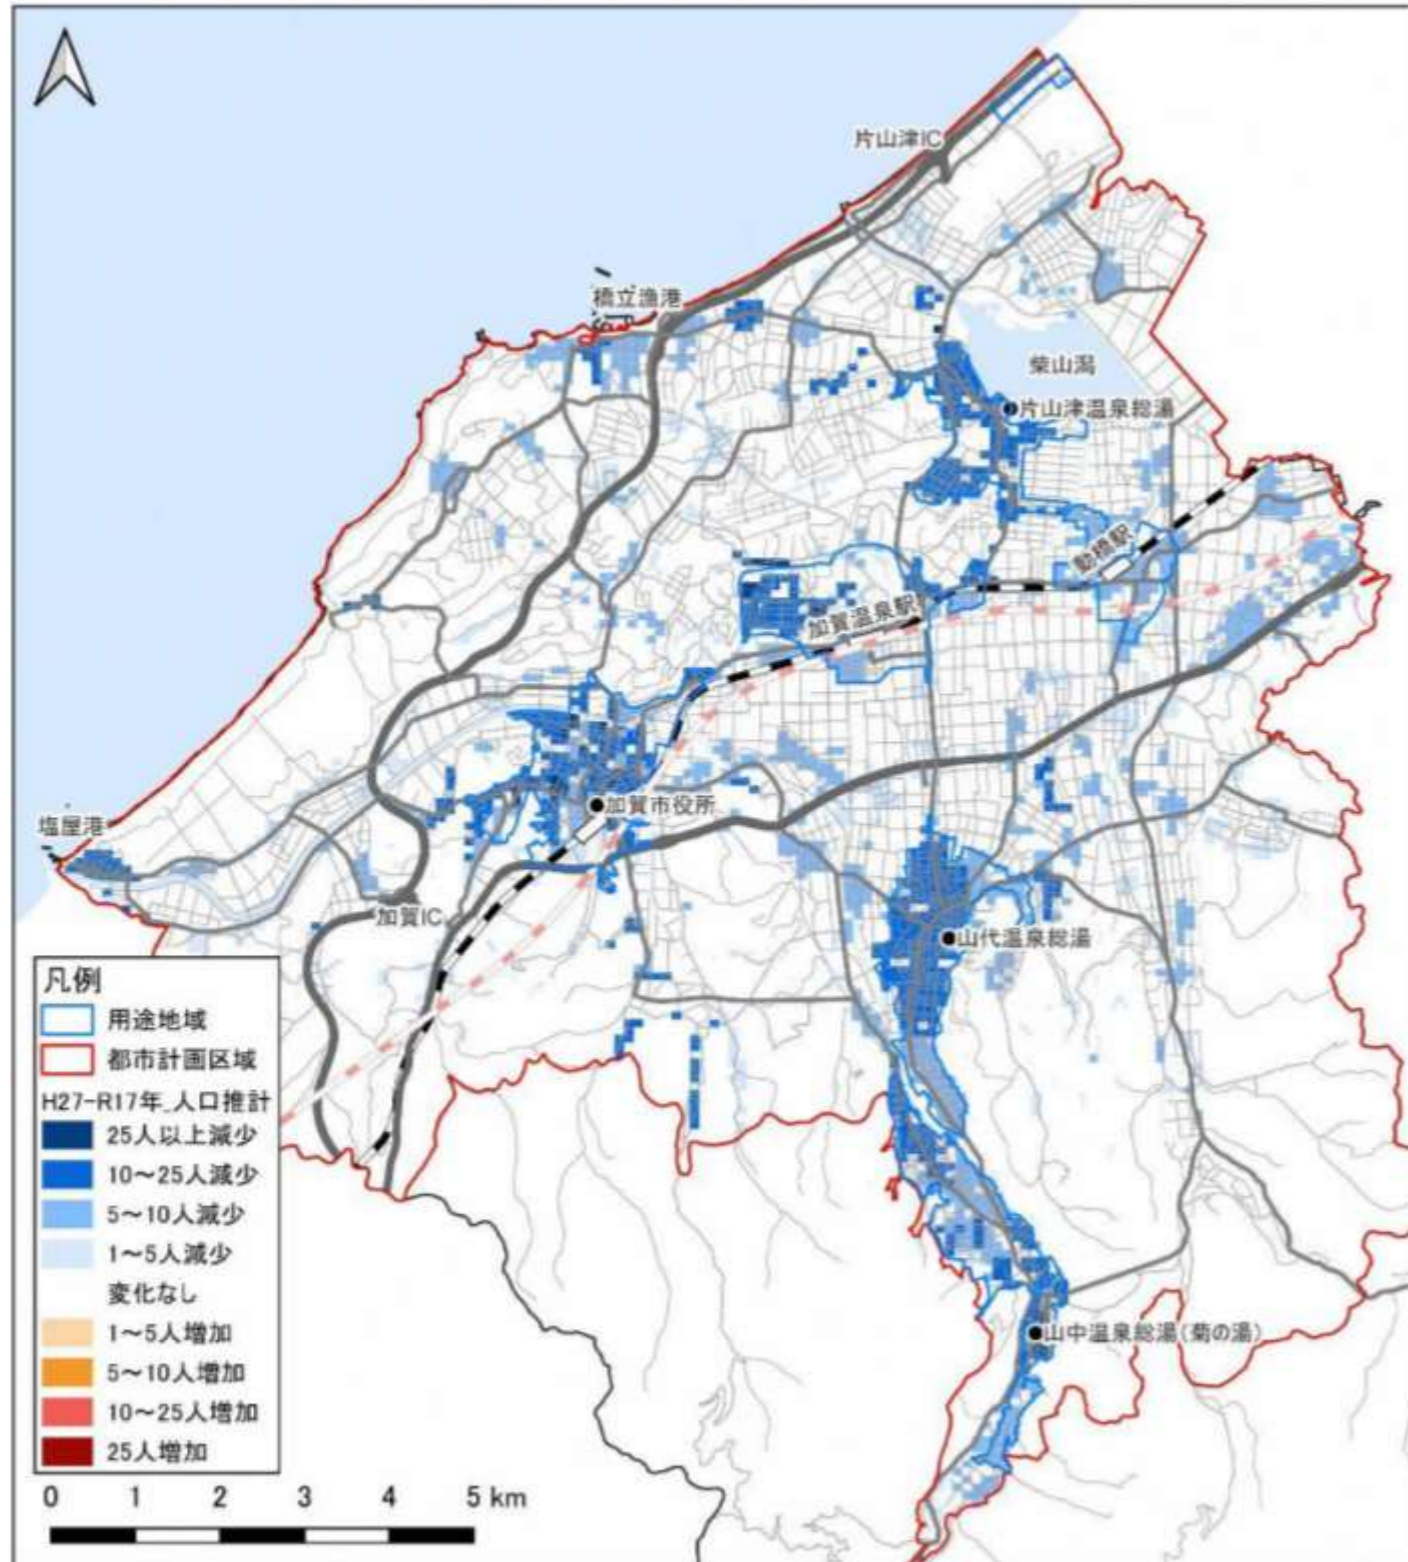 片山津IC
橋立漁港
柴山潟
片山津温泉総湯
動橋駅
加賀温泉駅
加賀市役所
塩屋港
加賀IC
山代温泉総湯
山中温泉総湯(菊の湯)
凡例
用途地域
都市計画区域
H27-R17年_人口推計
25人以上減少
10~25人減少
5~10人減少
1~5人減少
変化なし
1~5人増加
5~10人増加
10~25人増加
25人増加
0 1 2 3 4 5 km